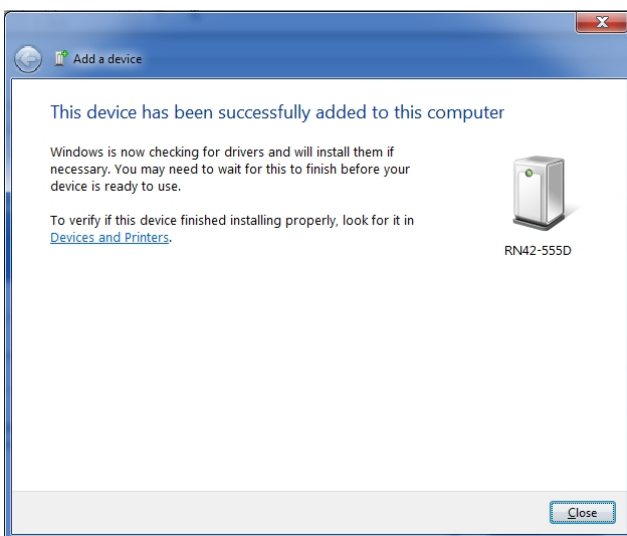 Add a device
This device has been successfully added to this computer
Windows is now checking for drivers and will install them if
necessary. You may need to wait for this to finish before your
device is ready to use.
To verify if this device finished installing properly, look for it in
Devices and Printers.
RN42-555D
Close